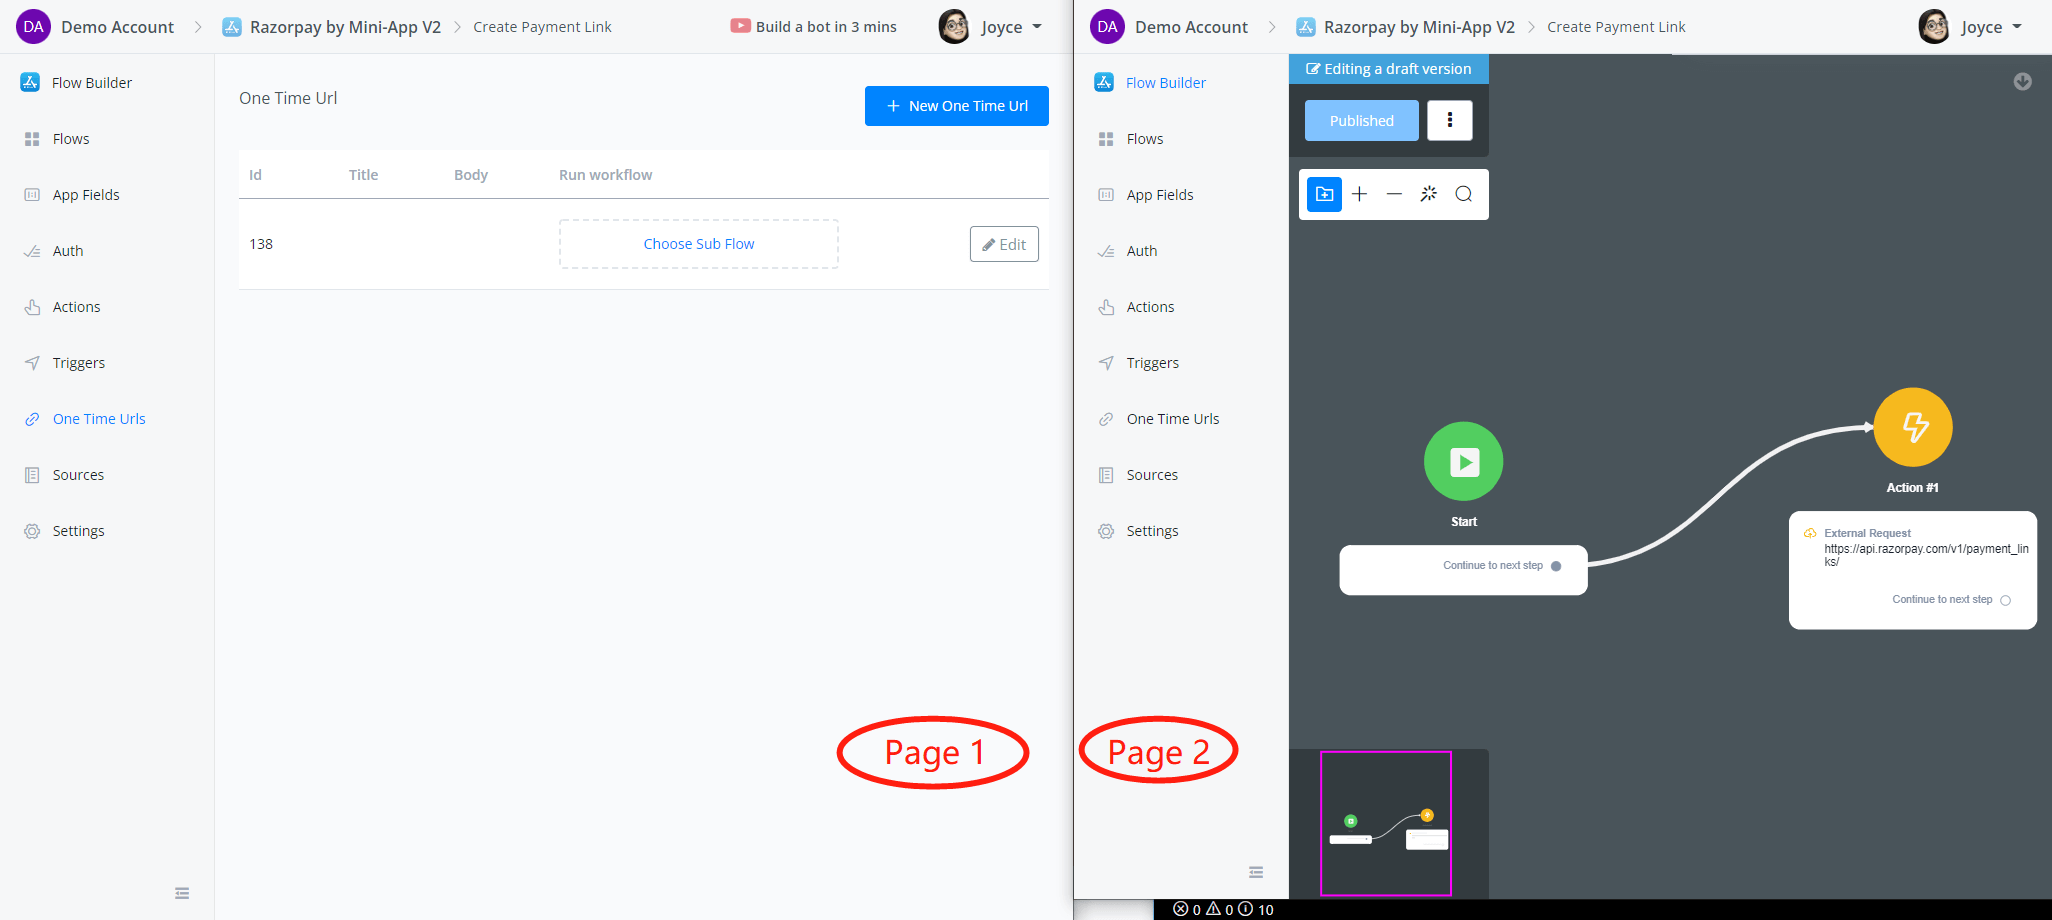 DA Demo Account Razorpay by Mini-App V2 Create Payment Link Build a bot in 3 mins Joyce
Flow Builder
Flows
App Fields
Auth
Actions
Triggers
One Time Urls
Sources
Settings
One Time Url
+ New One Time Url
Id Title Body Run workflow
138 Choose Sub Flow Edit
Page 1
DA Demo Account Razorpay by Mini-App V2 Create Payment Link Joyce
Flow Builder
Flows
App Fields
Auth
Actions
Triggers
One Time Urls
Sources
Settings
Page 2
Editing a draft version
Published
Start
Continue to next step
Action #1
External Request
https://api.razorpay.com/v1/payment_lin
ks/
Continue to next step
0 0 10